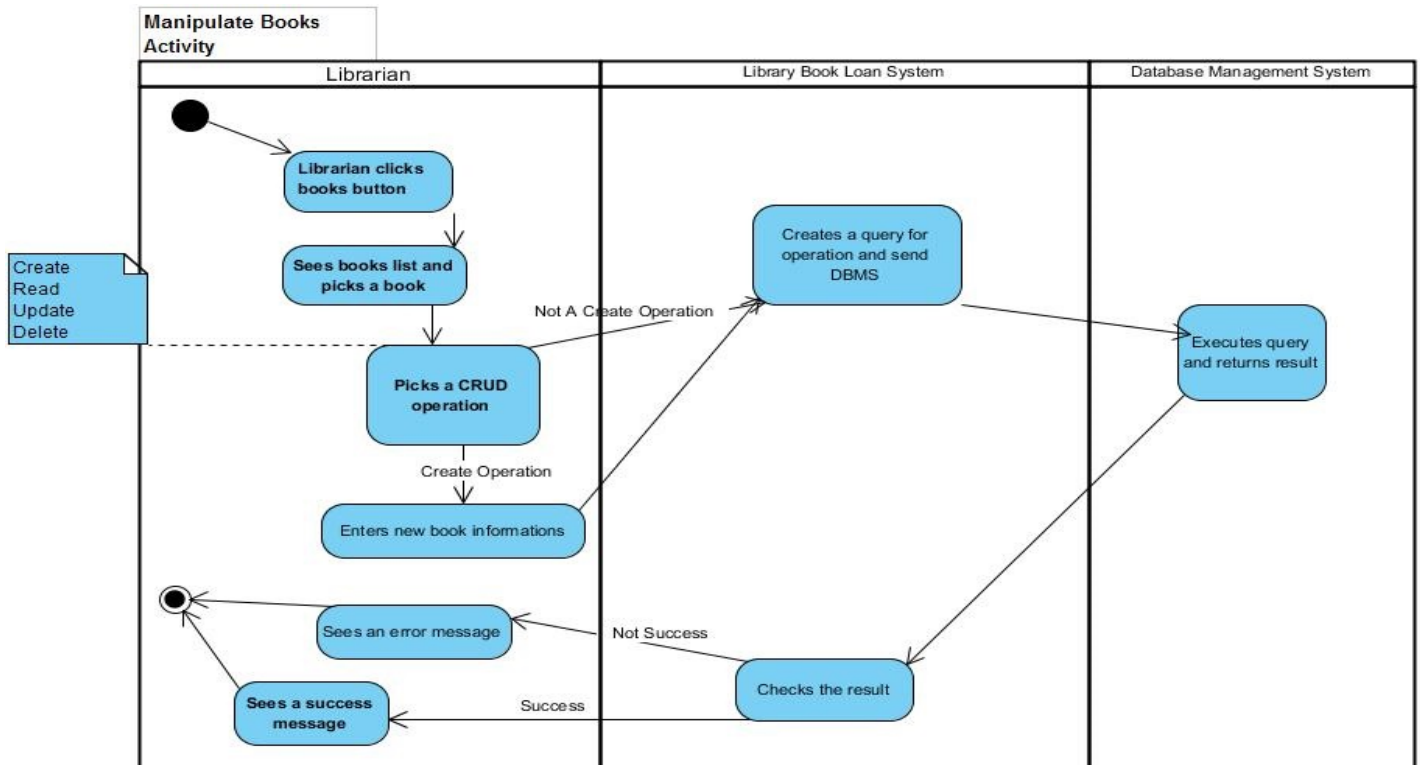 Manipulate Books
Activity
Librarian
Library Book Loan System
Database Management System
Librarian clicks
books button
Sees books list and
picks a book
Create
Read
Update
Delete
Picks a CRUD
operation
Not A Create Operation
Creates a query for
operation and send
DBMS
Executes query
and returns result
Create Operation
Enters new book informations
Sees an error message
Not Success
Checks the result
Sees a success
message
Success